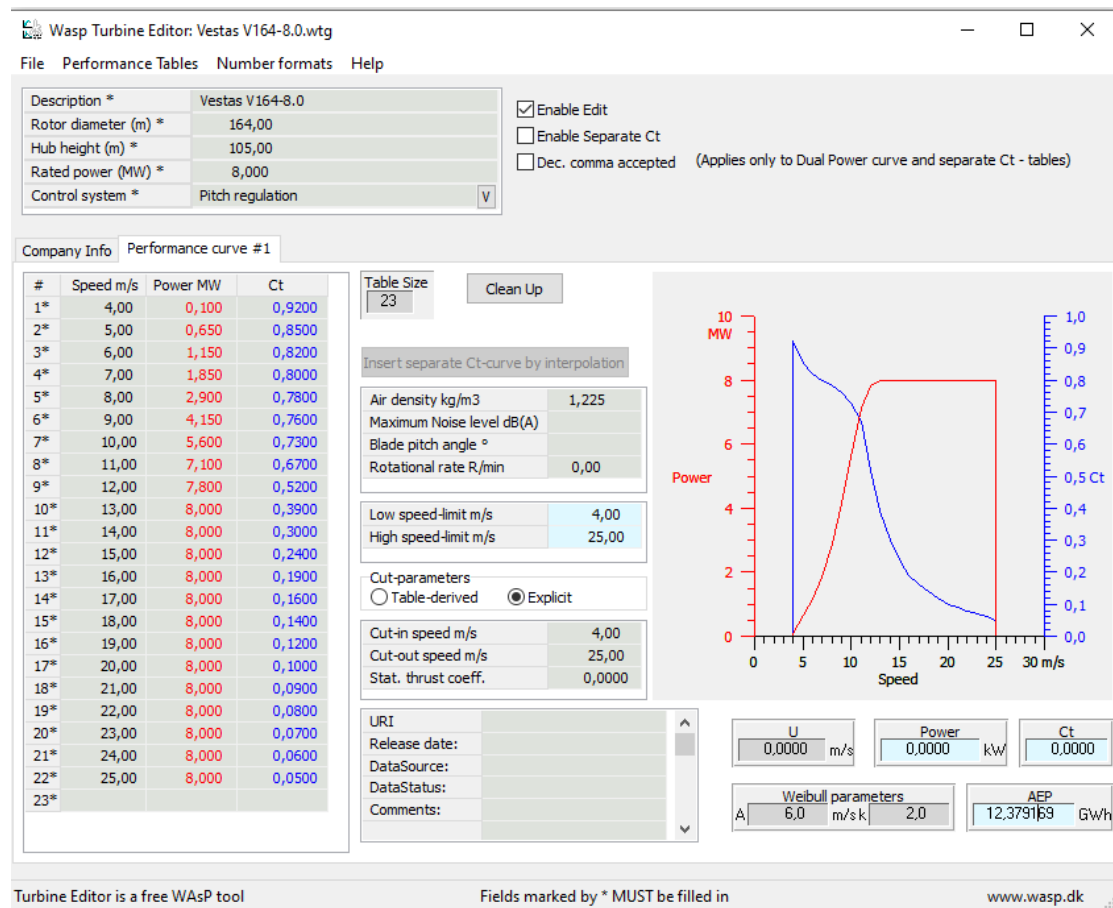 Wasp Turbine Editor: Vestas V164-8.0.wtg
File Performance Tables Number formats Help
Description * Vestas V164-8.0
Rotor diameter (m) * 164,00
Hub height (m) * 105,00
Rated power (MW) * 8,000
Control system * Pitch regulation V
Enable Edit
Enable Separate Ct
Dec. comma accepted (Applies only to Dual Power curve and separate Ct - tables)
Company Info Performance curve #1
# Speed m/s Power MW Ct
1* 4,00 0,100 0,9200
2* 5,00 0,650 0,8500
3* 6,00 1,150 0,8200
4* 7,00 1,850 0,8000
5* 8,00 2,900 0,7800
6* 9,00 4,150 0,7600
7* 10,00 5,600 0,7300
8* 11,00 7,100 0,6700
9* 12,00 7,800 0,5200
10* 13,00 8,000 0,3900
11* 14,00 8,000 0,3000
12* 15,00 8,000 0,2400
13* 16,00 8,000 0,1900
14* 17,00 8,000 0,1600
15* 18,00 8,000 0,1400
16* 19,00 8,000 0,1200
17* 20,00 8,000 0,1000
18* 21,00 8,000 0,0900
19* 22,00 8,000 0,0800
20* 23,00 8,000 0,0700
21* 24,00 8,000 0,0600
22* 25,00 8,000 0,0500
23*
Table Size
23
Clean Up
Insert separate Ct-curve by interpolation
Air density kg/m3 1,225
Maximum Noise level dB(A)
Blade pitch angle °
Rotational rate R/min 0,00
Low speed-limit m/s 4,00
High speed-limit m/s 25,00
Cut-parameters
Table-derived Explicit
Cut-in speed m/s 4,00
Cut-out speed m/s 25,00
Stat. thrust coeff. 0,0000
URI
Release date:
DataSource:
DataStatus:
Comments:
10
MW
8
6
Power
4
2
0
1,0
0,9
0,8
0,7
0,6
0,5 Ct
0,4
0,3
0,2
0,1
0,0
0 5 10 15 20 25 30 m/s
Speed
U
0,0000 m/s
Power
0,0000 kW
Ct
0,0000
Weibull parameters
A 6,0 m/s k 2,0
AEP
12,379169 GWh
Turbine Editor is a free WAsP tool Fields marked by * MUST be filled in www.wasp.dk